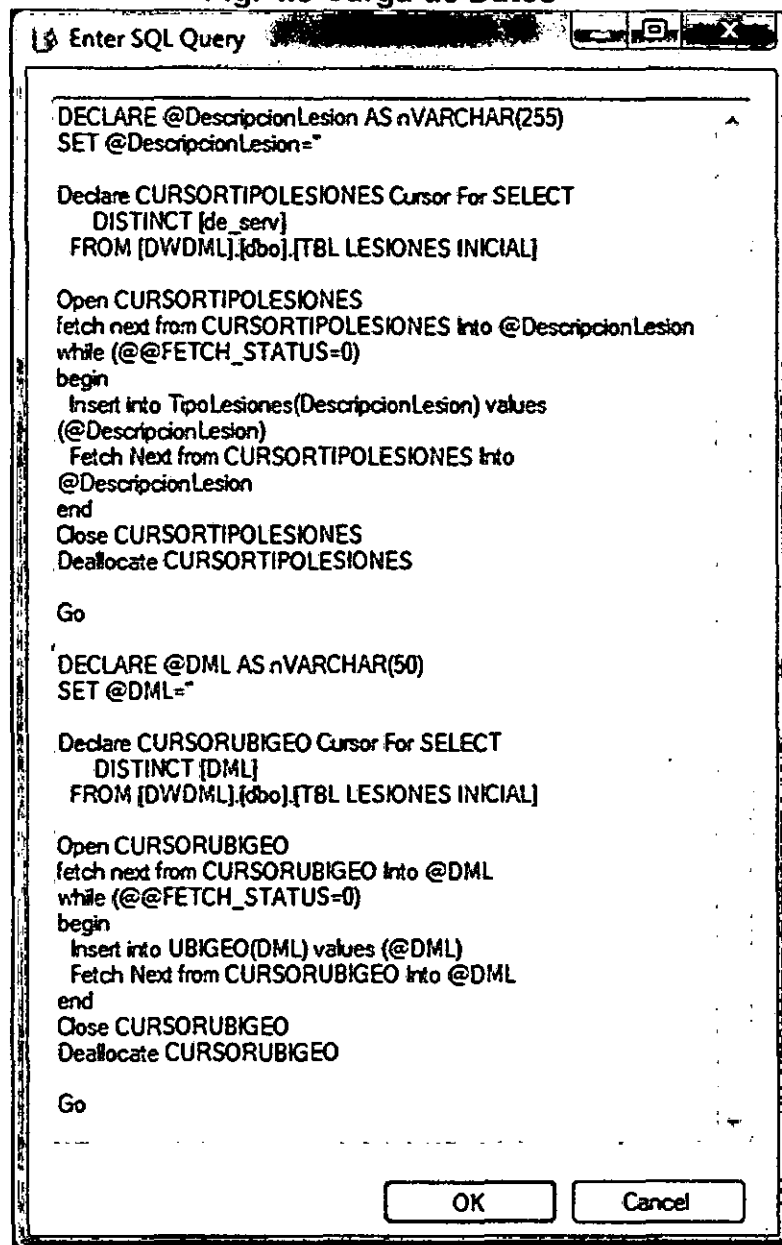 Enter SQL Query
DECLARE @DescripcionLesion AS nVARCHAR(255)
SET @DescripcionLesion=''
Declare CURSORTIPOLESIONES Cursor For SELECT
DISTINCT [de_serv]
FROM [DWDML].[dbo].[TBL LESIONES INICIAL]
Open CURSORTIPOLESIONES
fetch next from CURSORTIPOLESIONES Into @DescripcionLesion
while (@@FETCH_STATUS=0)
begin
Insert into TipoLesiones(DescripcionLesion) values
(@DescripcionLesion)
Fetch Next from CURSORTIPOLESIONES Into
@DescripcionLesion
end
Close CURSORTIPOLESIONES
Deallocate CURSORTIPOLESIONES
Go
DECLARE @DML AS nVARCHAR(50)
SET @DML=''
Declare CURSORUBIGEO Cursor For SELECT
DISTINCT [DML]
FROM [DWDML].[dbo].[TBL LESIONES INICIAL]
Open CURSORUBIGEO
fetch next from CURSORUBIGEO Into @DML
while (@@FETCH_STATUS=0)
begin
Insert into UBIGEO(DML) values (@DML)
Fetch Next from CURSORUBIGEO Into @DML
end
Close CURSORUBIGEO
Deallocate CURSORUBIGEO
Go
OK Cancel